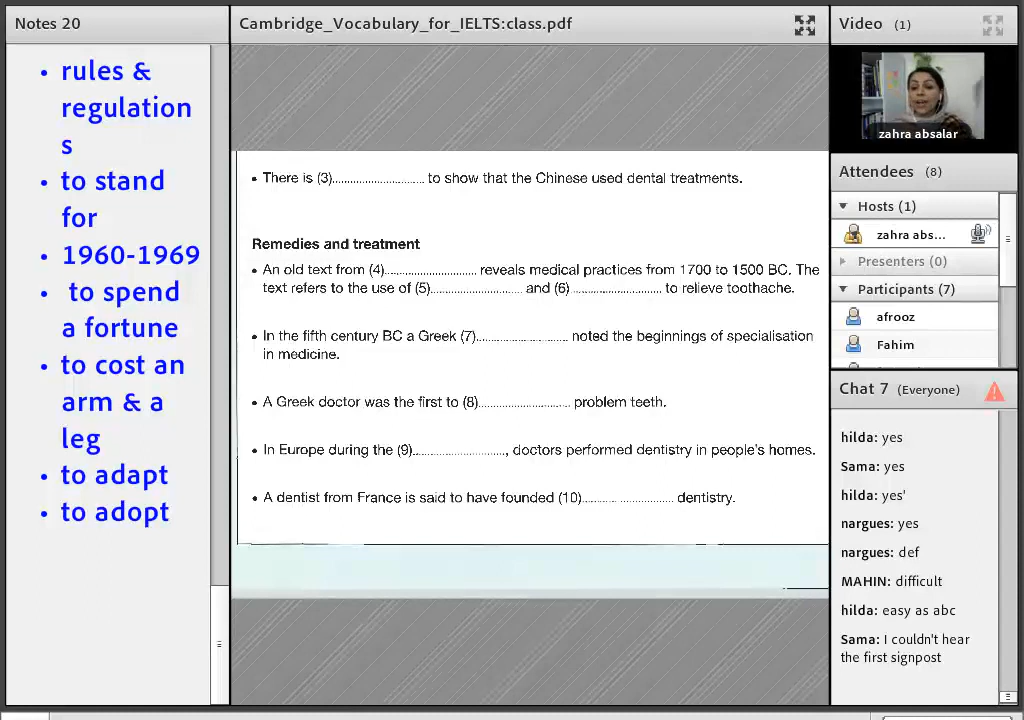 Notes 20
• rules &
regulation
s
• to stand
for
• 1960-1969
• to spend
a fortune
• to cost an
arm & a
leg
• to adapt
• to adopt
Cambridge_Vocabulary_for_IELTS:class.pdf
• There is (3)............................ to show that the Chinese used dental treatments.
Remedies and treatment
• An old text from (4)............................ reveals medical practices from 1700 to 1500 BC. The
text refers to the use of (5)............................ and (6)............................ to relieve toothache.
• In the fifth century BC a Greek (7)............................ noted the beginnings of specialisation
in medicine.
• A Greek doctor was the first to (8)............................ problem teeth.
• In Europe during the (9)............................, doctors performed dentistry in people's homes.
• A dentist from France is said to have founded (10)............................ dentistry.
Video (1)
zahra absalar
Attendees (8)
Hosts (1)
zahra abs...
Presenters (0)
Participants (7)
afrooz
Fahim
Chat 7 (Everyone)
hilda: yes
Sama: yes
hilda: yes'
nargues: yes
nargues: def
MAHIN: difficult
hilda: easy as abc
Sama: I couldn't hear
the first signpost